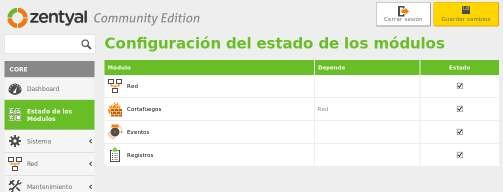 zentyal Community Edition
Cerrar sesión
Guardar cambios
Configuración del estado de los módulos
CORE
Dashboard
Estado de los
Módulos
Sistema
Red
Mantenimiento
Módulo Depende Estado
Red
Cortafuegos Red
Eventos
Registros